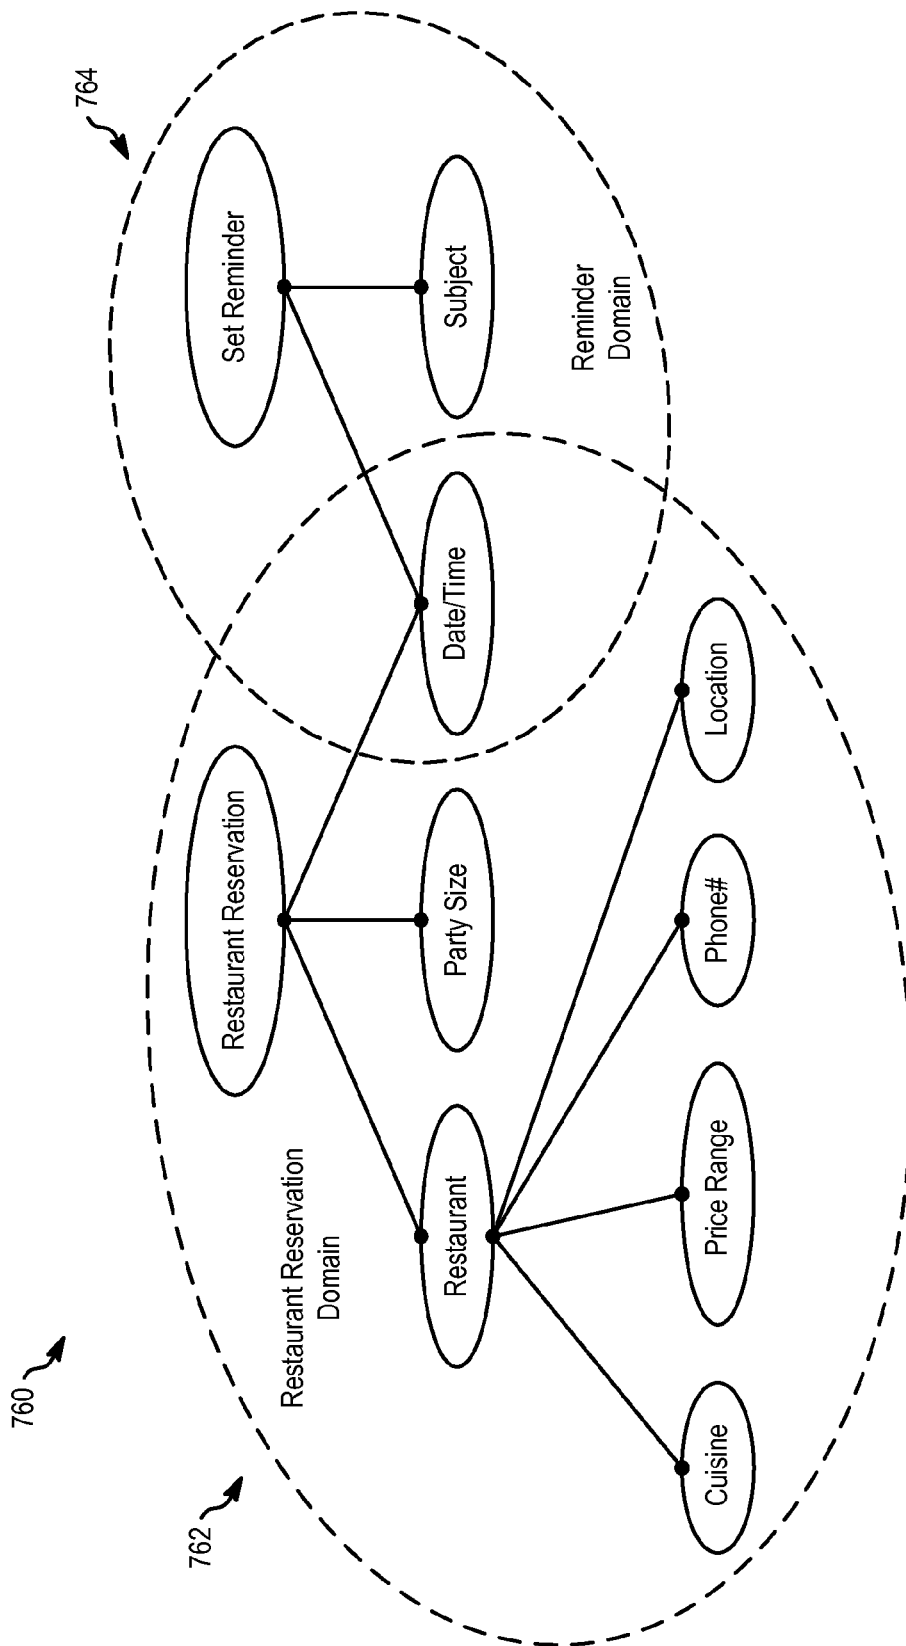 760
762
764
Restaurant Reservation
Domain
Restaurant Reservation
Set Reminder
Restaurant
Party Size
Date/Time
Subject
Reminder
Domain
Cuisine
Price Range
Phone#
Location